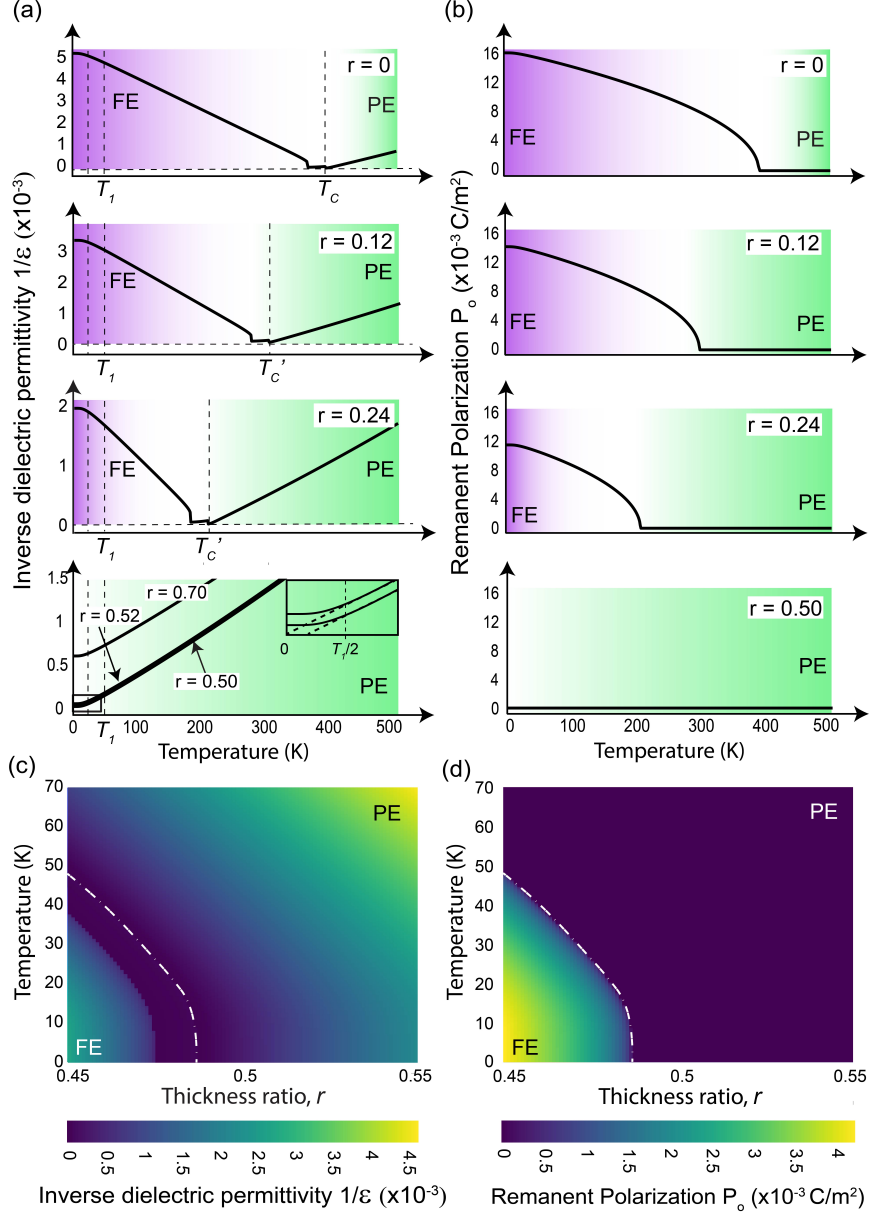 (a)
Inverse dielectric permittivity 1/ε (x10⁻³)
5
4
3
2
1
0
FE
r = 0
PE
T₁
T_C
3
2
1
0
FE
r = 0.12
PE
T₁
T_C’
2
1
0
FE
r = 0.24
PE
T₁
T_C’
1.5
1
0.5
0
r = 0.70
r = 0.52
r = 0.50
0
T₁/2
PE
0 100 200 300 400 500
T₁
Temperature (K)
(b)
Remanent Polarization Pₒ (x10⁻³ C/m²)
16
12
8
4
0
FE
r = 0
PE
16
12
8
4
0
FE
r = 0.12
PE
16
12
8
4
0
FE
r = 0.24
PE
16
12
8
4
0
r = 0.50
PE
0 100 200 300 400 500
Temperature (K)
(c)
Temperature (K)
70
60
50
40
30
20
10
0
PE
FE
0.45 0.5 0.55
Thickness ratio, r
0 0.5 1 1.5 2 2.5 3 3.5 4 4.5
Inverse dielectric permittivity 1/ε (x10⁻³)
(d)
Temperature (K)
70
60
50
40
30
20
10
0
PE
FE
0.45 0.5 0.55
Thickness ratio, r
0 0.5 1 1.5 2 2.5 3 3.5 4
Remanent Polarization Pₒ (x10⁻³ C/m²)